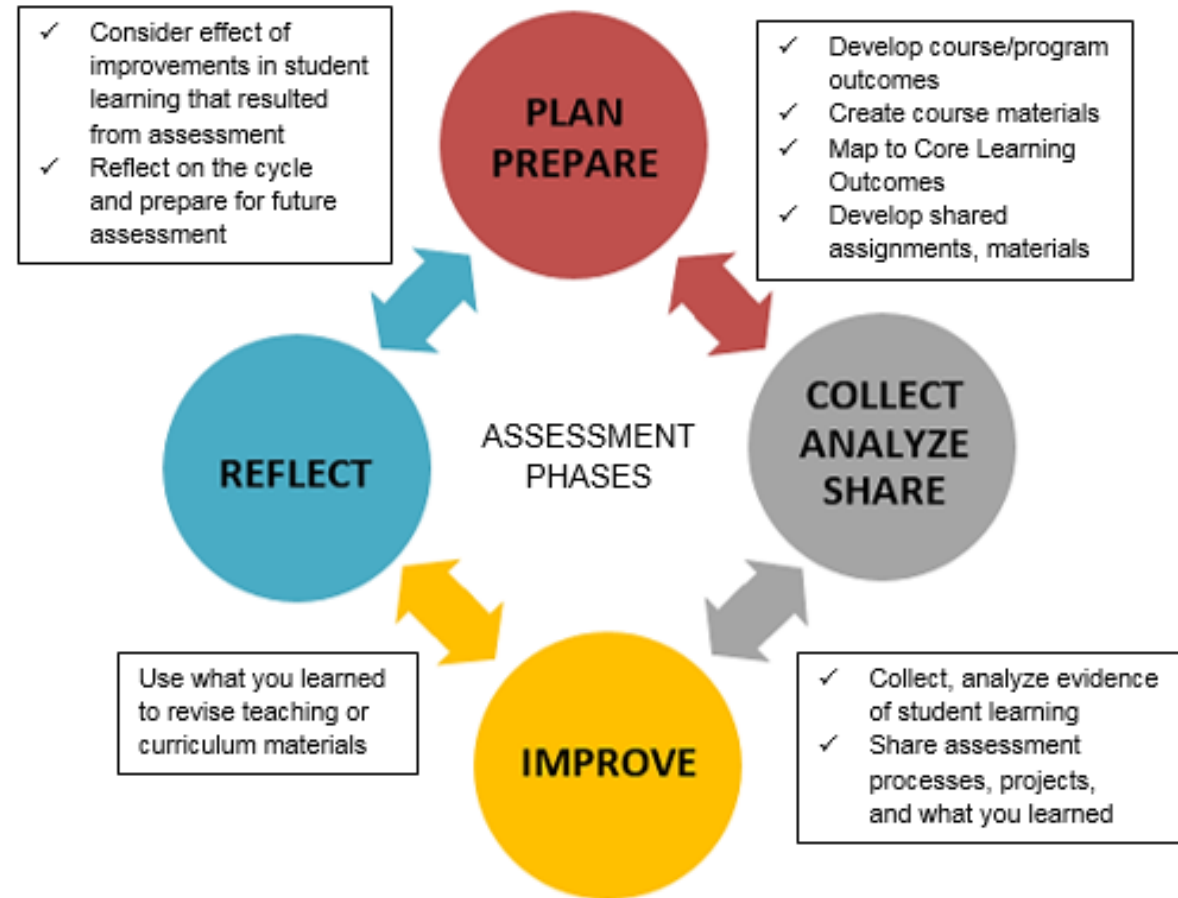 ✓ Consider effect of
improvements in student
learning that resulted
from assessment
✓ Reflect on the cycle
and prepare for future
assessment
PLAN
PREPARE
✓ Develop course/program
outcomes
✓ Create course materials
✓ Map to Core Learning
Outcomes
✓ Develop shared
assignments, materials
REFLECT
ASSESSMENT
PHASES
COLLECT
ANALYZE
SHARE
Use what you learned
to revise teaching or
curriculum materials
IMPROVE
✓ Collect, analyze evidence
of student learning
✓ Share assessment
processes, projects,
and what you learned